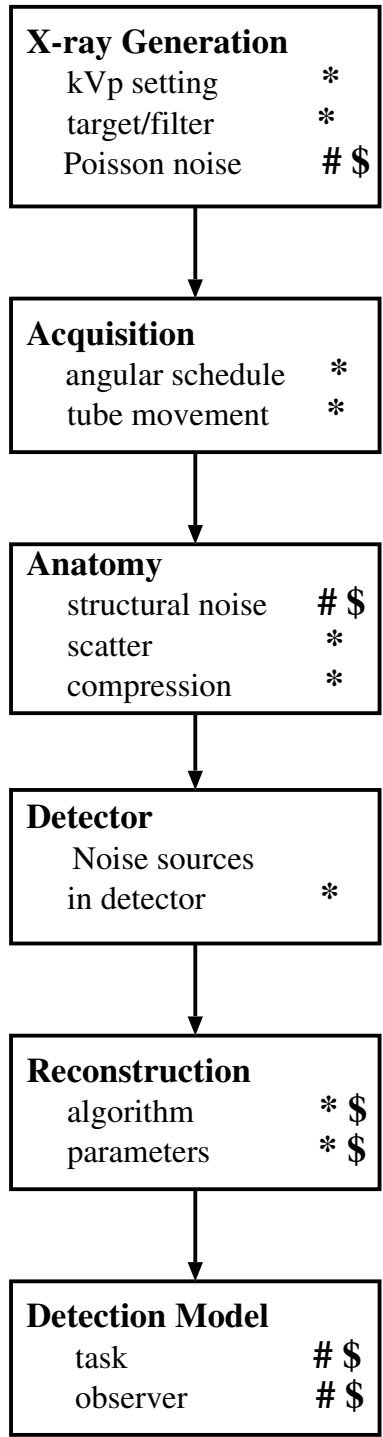 X-ray Generation
kVp setting *
target/filter *
Poisson noise # $
Acquisition
angular schedule *
tube movement *
Anatomy
structural noise # $
scatter *
compression *
Detector
Noise sources
in detector *
Reconstruction
algorithm * $
parameters * $
Detection Model
task # $
observer # $